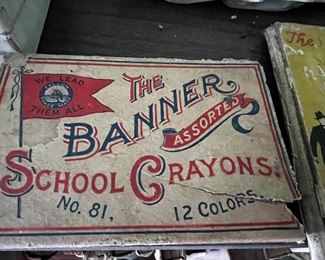 WE LEAD
THEM ALL
THE
BANNER
ASSORTED
SCHOOL CRAYONS.
No. 81, 12 COLORS
The